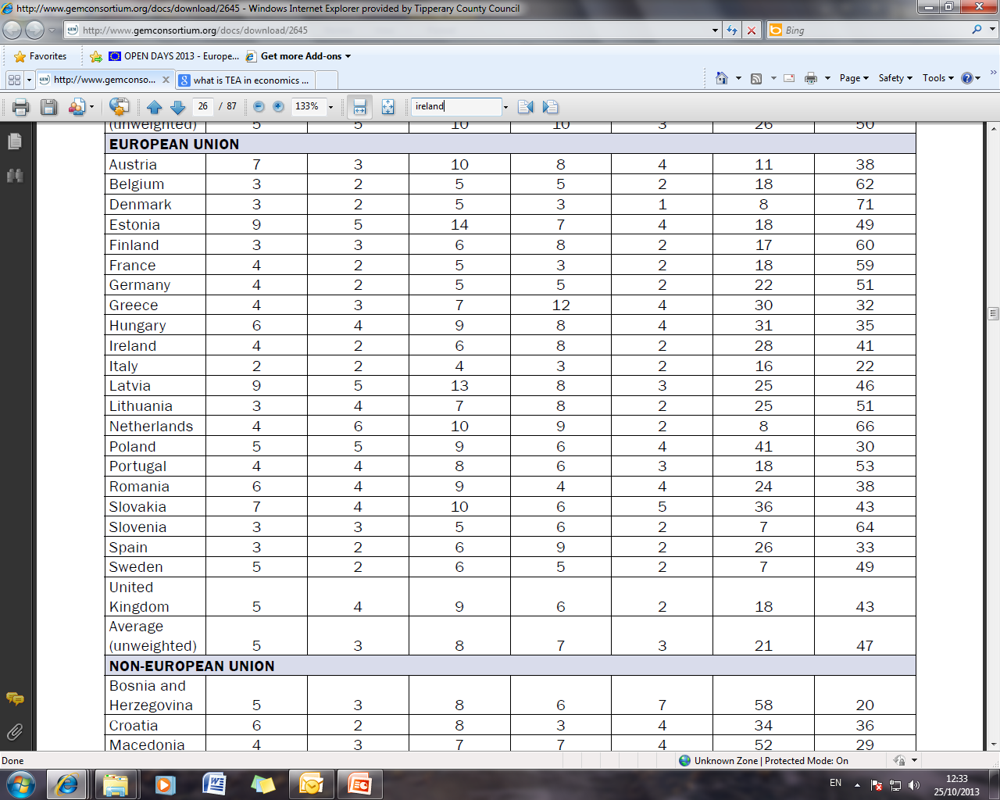 http://www.gemconsortium.org/docs/download/2645 - Windows Internet Explorer provided by Tipperary County Council
http://www.gemconsortium.org/docs/download/2645 Bing
Favorites OPEN DAYS 2013 - Europe... Get more Add-ons
http://www.gemconso... what is TEA in economics ... Page Safety Tools
26 / 87 133% ireland
(unweighted) 5 5 10 10 3 26 50
EUROPEAN UNION
Austria 7 3 10 8 4 11 38
Belgium 3 2 5 5 2 18 62
Denmark 3 2 5 3 1 8 71
Estonia 9 5 14 7 4 18 49
Finland 3 3 6 8 2 17 60
France 4 2 5 3 2 18 59
Germany 4 2 5 5 2 22 51
Greece 4 3 7 12 4 30 32
Hungary 6 4 9 8 4 31 35
Ireland 4 2 6 8 2 28 41
Italy 2 2 4 3 2 16 22
Latvia 9 5 13 8 3 25 46
Lithuania 3 4 7 8 2 25 51
Netherlands 4 6 10 9 2 8 66
Poland 5 5 9 6 4 41 30
Portugal 4 4 8 6 3 18 53
Romania 6 4 9 4 4 24 38
Slovakia 7 4 10 6 5 36 43
Slovenia 3 3 5 6 2 7 64
Spain 3 2 6 9 2 26 33
Sweden 5 2 6 5 2 7 49
United
Kingdom 5 4 9 6 2 18 43
Average
(unweighted) 5 3 8 7 3 21 47
NON-EUROPEAN UNION
Bosnia and
Herzegovina 5 3 8 6 7 58 20
Croatia 6 2 8 3 4 34 36
Macedonia 4 3 7 7 4 52 29
Done Unknown Zone | Protected Mode: On
EN 12:33
25/10/2013